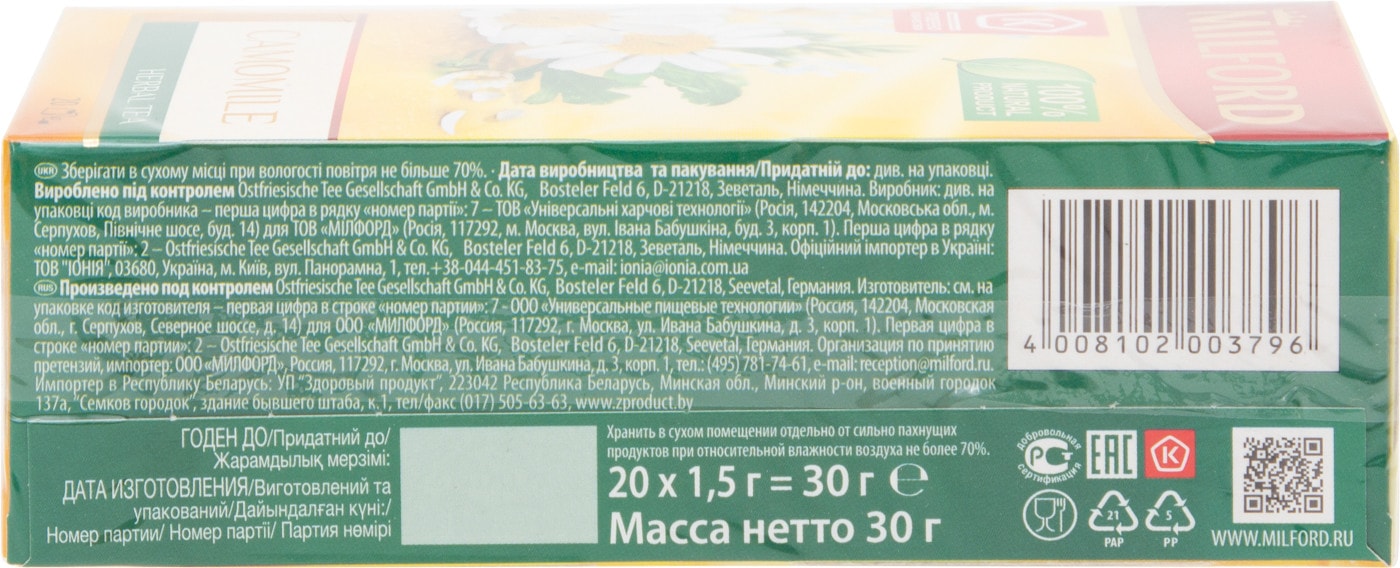 MILFORD
CAMOMILE
HERBAL TEA
100%
NATURAL
PRODUCT
K
UKR Зберігати в сухому місці при вологості повітря не більше 70%. · Дата виробництва та пакування/Придатній до: див. на упаковці.
Вироблено під контролем Ostfriesische Tee Gesellschaft GmbH & Co. KG, Bosteler Feld 6, D-21218, Зеветаль, Німеччина. Виробник: див. на
упаковці код виробника – перша цифра в рядку «номер партії»: 7 – ТОВ «Універсальні харчові технології» (Росія, 142204, Московська обл., м.
Серпухов, Північне шосе, буд. 14) для ТОВ «МІЛФОРД» (Росія, 117292, м. Москва, вул. Івана Бабушкіна, буд. 3, корп. 1). Перша цифра в рядку
«номер партії»: 2 – Ostfriesische Tee Gesellschaft GmbH & Co. KG, Bosteler Feld 6, D-21218, Зеветаль, Німеччина. Офіційний імпортер в Україні:
ТОВ "ІОНІЯ", 03680, Україна, м. Київ, вул. Панорамна, 1, тел.+38-044-451-83-75, e-mail: ionia@ionia.com.ua
RUS Произведено под контролем Ostfriesische Tee Gesellschaft GmbH & Co. KG, Bosteler Feld 6, D-21218, Seevetal, Германия. Изготовитель: см. на
упаковке код изготовителя – первая цифра в строке «номер партии»: 7 - ООО «Универсальные пищевые технологии» (Россия, 142204, Московская
обл., г. Серпухов, Северное шоссе, д. 14) для ООО «МИЛФОРД» (Россия, 117292, г. Москва, ул. Ивана Бабушкина, д. 3, корп. 1). Первая цифра в
строке «номер партии»: 2 – Ostfriesische Tee Gesellschaft GmbH & Co. KG, Bosteler Feld 6, D-21218, Seevetal, Германия. Организация по принятию
претензий, импортер: ООО «МИЛФОРД», Россия, 117292, г. Москва, ул. Ивана Бабушкина, д. 3, корп. 1, тел.: (495) 781-74-61, e-mail: reception@milford.ru.
Импортер в Республику Беларусь: УП "Здоровый продукт", 223042 Республика Беларусь, Минская обл., Минский р-он, военный городок
137а, "Семков городок", здание бывшего штаба, к.1, тел/факс (017) 505-63-63, www.zproduct.by
4 008102 003796
ГОДЕН ДО/Придатний до/
Жарамдылық мерзімі:
ДАТА ИЗГОТОВЛЕНИЯ/Виготовлений та
упакований/Дайындалған күні:/
Номер партии/ Номер партії/ Партия нөмірі
Хранить в сухом помещении отдельно от сильно пахнущих
продуктов при относительной влажности воздуха не более 70%.
20 x 1,5 г = 30 г ℮
Масса нетто 30 г
Добровольная
сертификация
EAC
K
21
PAP
5
PP
WWW.MILFORD.RU